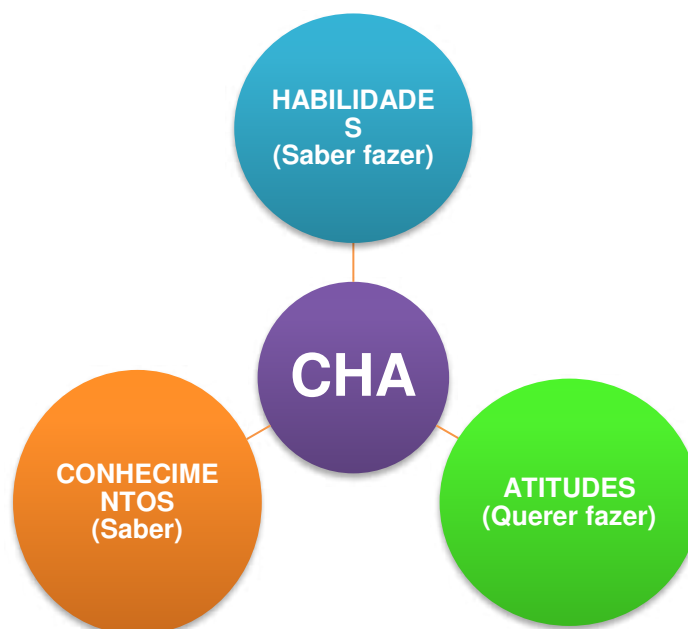 HABILIDADE
S
(Saber fazer)
CHA
CONHECIME
NTOS
(Saber)
ATITUDES
(Querer fazer)